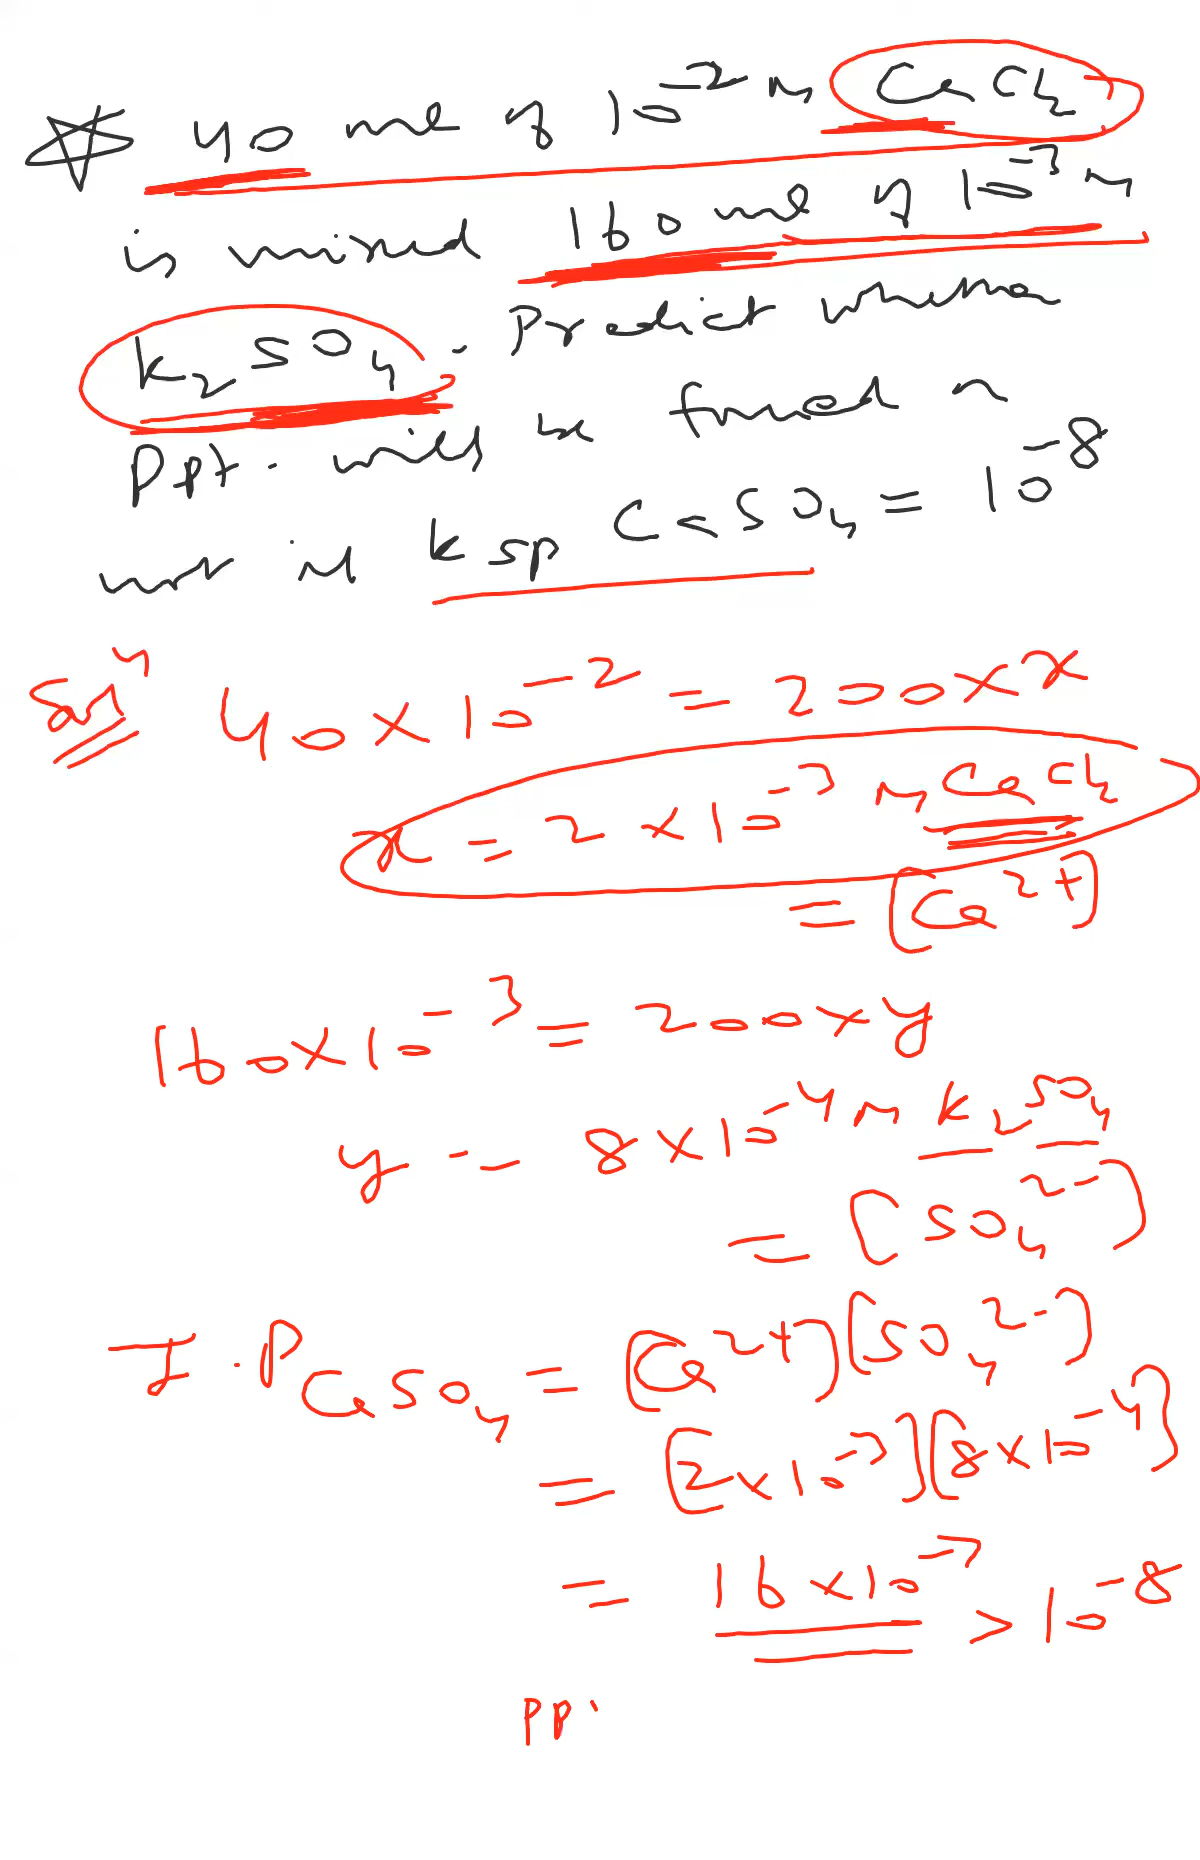 ☆ 40 ml of 10⁻² M CaCl₂
is mixed 160 ml of 10⁻³ M
K₂SO₄. Predict whether
Ppt. will be formed or
not if Ksp CaSO₄ = 10⁻⁸
Solⁿ 40 × 10⁻² = 200 × x
x = 2 × 10⁻³ M CaCl₂
= [Ca²⁺]
160 × 10⁻³ = 200 × y
y = 8 × 10⁻⁴ M K₂SO₄
= [SO₄²⁻]
I.P CaSO₄ = [Ca²⁺][SO₄²⁻]
= [2 × 10⁻³][8 × 10⁻⁴]
= 16 × 10⁻⁷ > 10⁻⁸
PP.